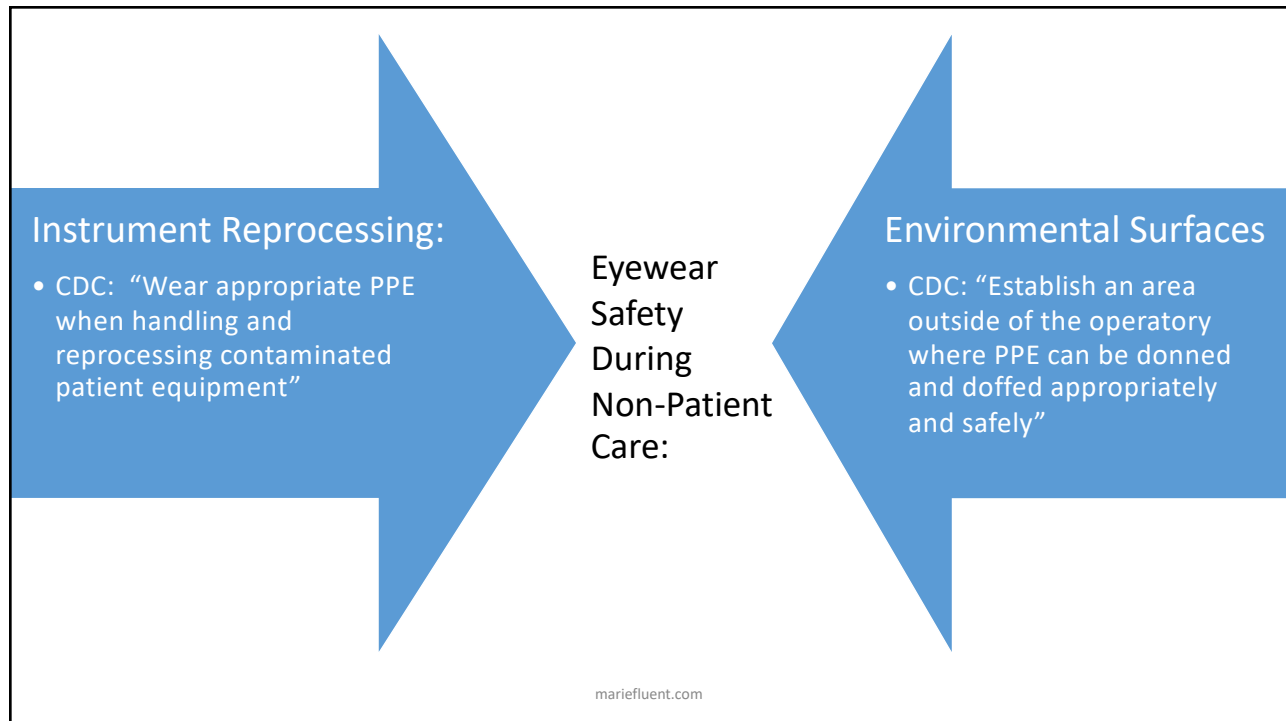 Instrument Reprocessing:
• CDC: “Wear appropriate PPE
when handling and
reprocessing contaminated
patient equipment”
Eyewear
Safety
During
Non-Patient
Care:
Environmental Surfaces
• CDC: “Establish an area
outside of the operatory
where PPE can be donned
and doffed appropriately
and safely”
mariefluent.com